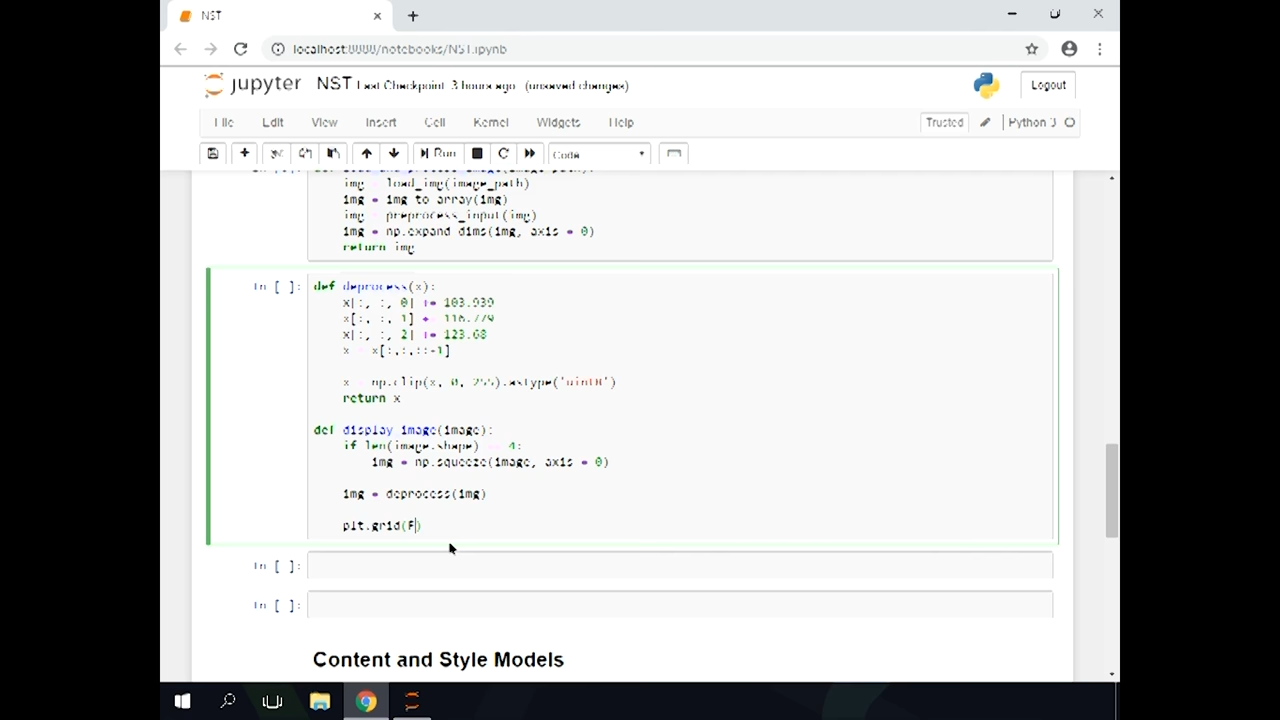 NST
localhost:8888/notebooks/NST.ipynb
jupyter NST Last Checkpoint 3 hours ago (unsaved changes)
Logout
File Edit View Insert Cell Kernel Widgets Help
Trusted Python 3
Run Code
img = load_img(image_path)
img = img_to_array(img)
img = preprocess_input(img)
img = np.expand_dims(img, axis = 0)
return img
In [ ]:
def deprocess(x):
x[:, :, 0] += 103.939
x[:, :, 1] += 116.779
x[:, :, 2] += 123.68
x = x[:,:,::-1]
x = np.clip(x, 0, 255).astype('uint8')
return x
def display_image(image):
if len(image.shape) == 4:
img = np.squeeze(image, axis = 0)
img = deprocess(img)
plt.grid(F)
In [ ]:
In [ ]:
Content and Style Models